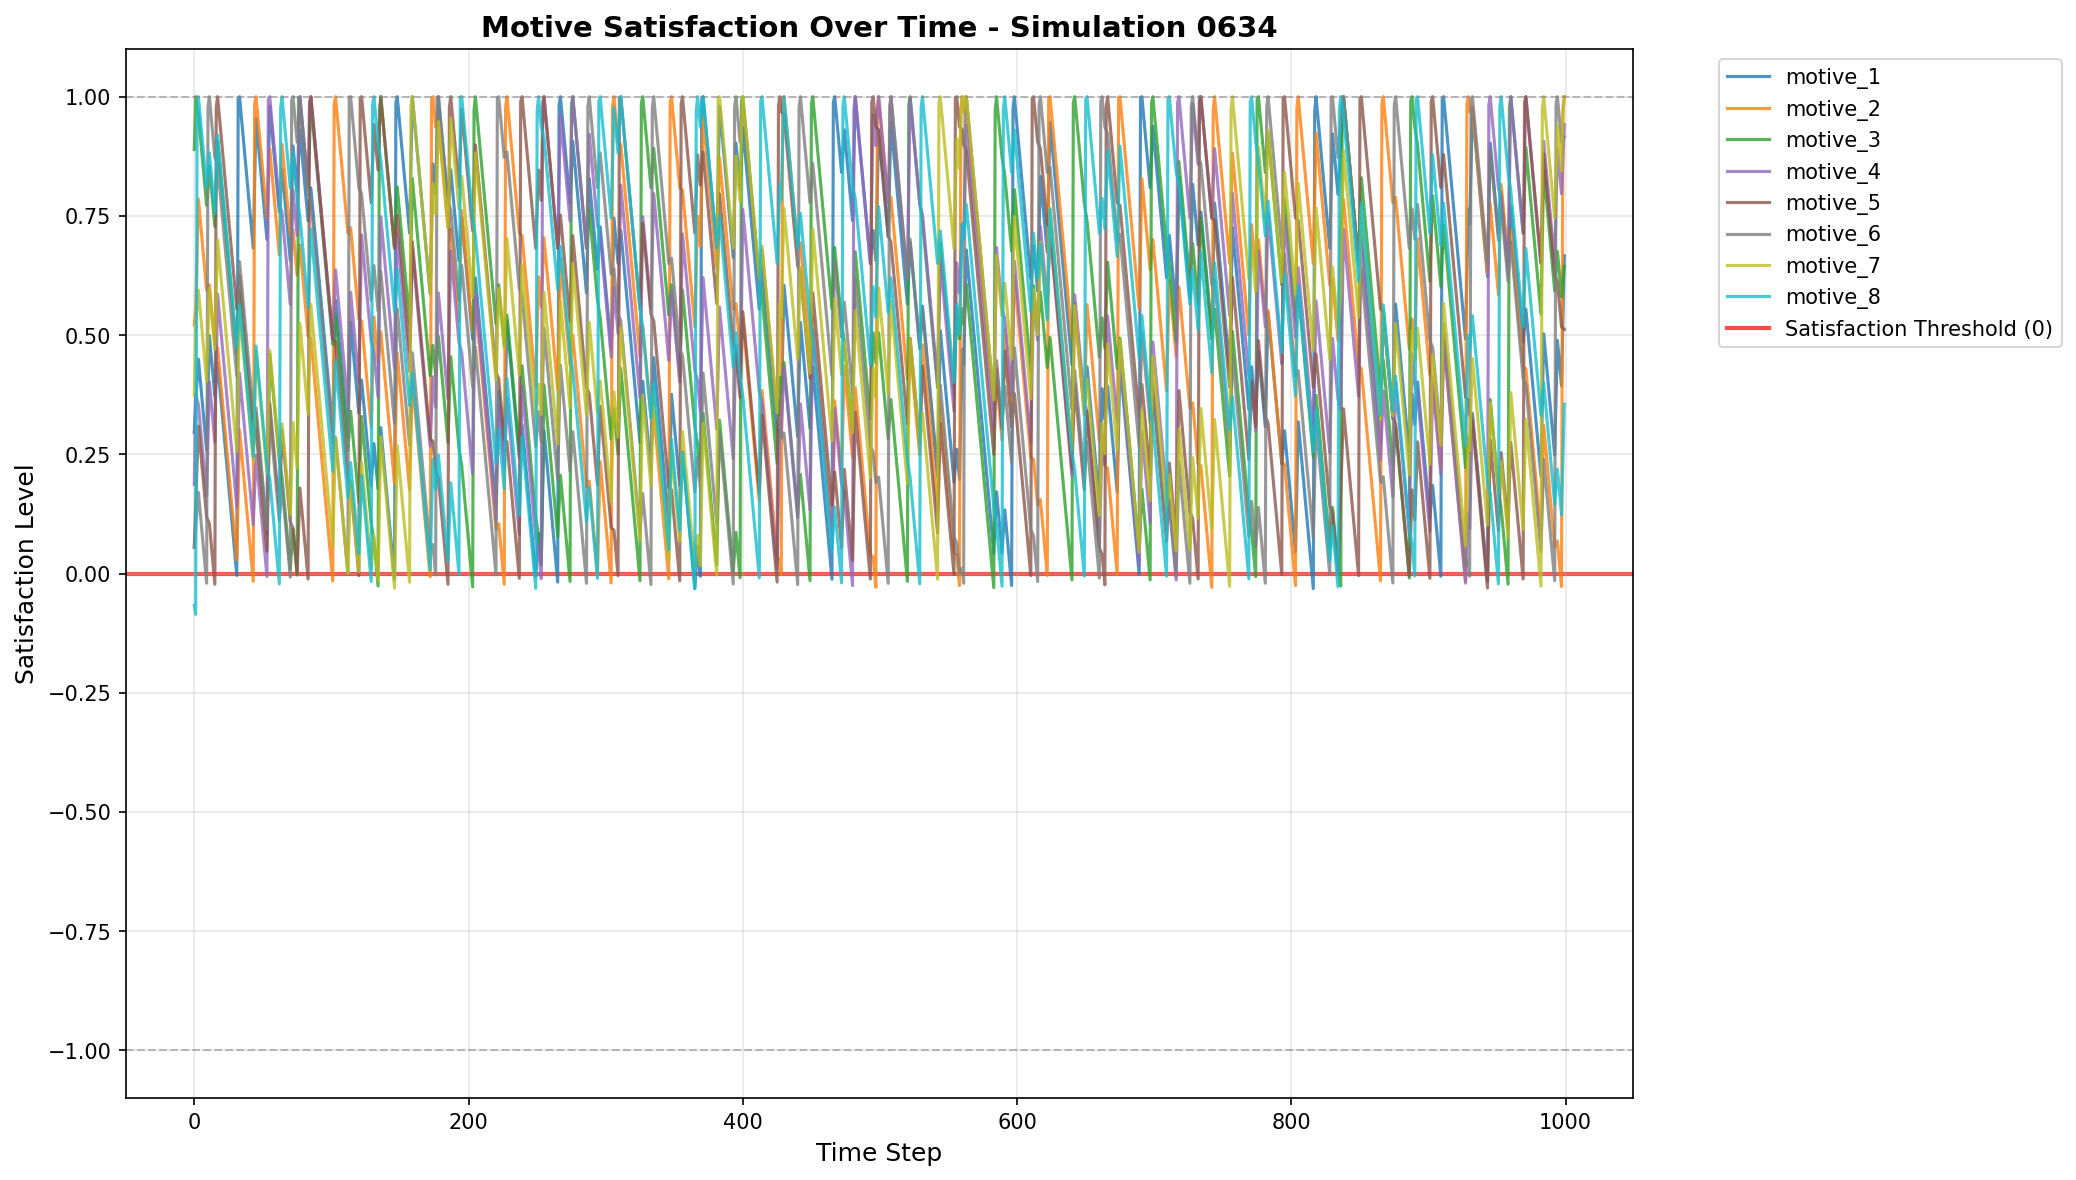 Motive Satisfaction Over Time - Simulation 0634
1.00
0.75
0.50
0.25
0.00
−0.25
−0.50
−0.75
−1.00
Satisfaction Level
0
200
400
600
800
1000
Time Step
motive_1
motive_2
motive_3
motive_4
motive_5
motive_6
motive_7
motive_8
Satisfaction Threshold (0)